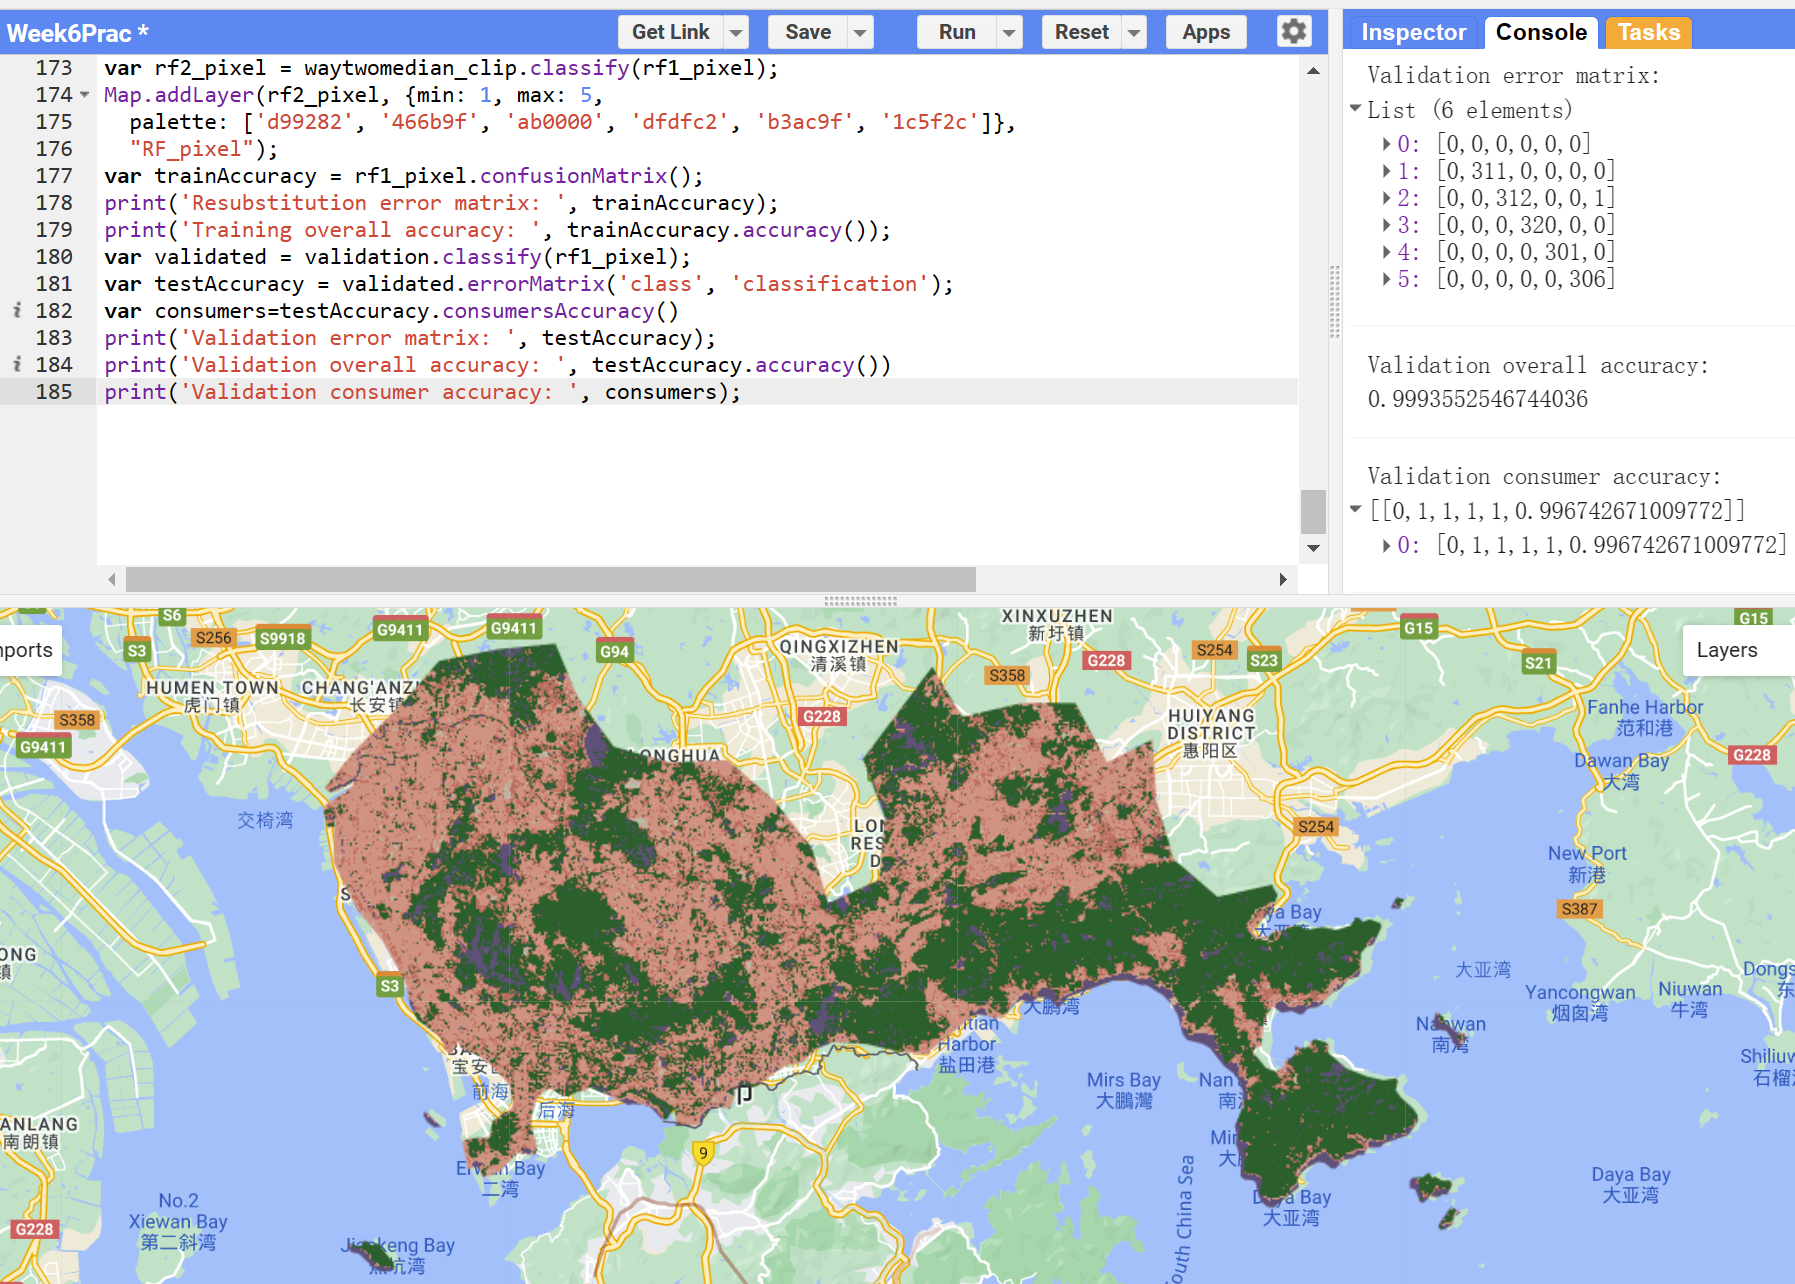 Week6Prac *
Get Link
Save
Run
Reset
Apps
Inspector
Console
Tasks
173 var rf2_pixel = waytwomedian_clip.classify(rf1_pixel);
174 Map.addLayer(rf2_pixel, {min: 1, max: 5,
175 palette: ['d99282', '466b9f', 'ab0000', 'dfdfc2', 'b3ac9f', '1c5f2c']},
176 "RF_pixel");
177 var trainAccuracy = rf1_pixel.confusionMatrix();
178 print('Resubstitution error matrix: ', trainAccuracy);
179 print('Training overall accuracy: ', trainAccuracy.accuracy());
180 var validated = validation.classify(rf1_pixel);
181 var testAccuracy = validated.errorMatrix('class', 'classification');
182 var consumers=testAccuracy.consumersAccuracy()
183 print('Validation error matrix: ', testAccuracy);
184 print('Validation overall accuracy: ', testAccuracy.accuracy())
185 print('Validation consumer accuracy: ', consumers);
Validation error matrix:
List (6 elements)
0: [0,0,0,0,0,0]
1: [0,311,0,0,0,0]
2: [0,0,312,0,0,1]
3: [0,0,0,320,0,0]
4: [0,0,0,0,301,0]
5: [0,0,0,0,0,306]
Validation overall accuracy:
0.9993552546744036
Validation consumer accuracy:
[[0,1,1,1,1,0.996742671009772]]
0: [0,1,1,1,1,0.996742671009772]
S6
S256
S9918
G9411
G9411
S3
G94
QINGXIZHEN
清溪镇
XINXUZHEN
新圩镇
G228
S254
S23
G15
G15
S21
nports
Layers
HUMEN TOWN
虎门镇
CHANG'ANZ
长安镇
S358
S358
G9411
G228
HUIYANG
DISTRICT
惠阳区
Fanhe Harbor
范和港
G228
Dawan Bay
大湾
ONGHUA
交椅湾
LO
RES
D
S254
New Port
新港
S387
S
ya Bay
ONG
镇
S3
大亚湾
Dongs
东
Yancongwan
烟囱湾
Niuwan
牛湾
大鹏湾
ntian
Harbor
盐田港
Nanwan
南湾
宝安
前海
后海
Mirs Bay
大鵬灣
Nan
南
Shiliuw
石榴
ANLANG
南朗镇
9
Mir
大
Bay
二湾
Daya Bay
大亚湾
Daya Bay
大亚湾
South China Sea
No.2
Xiewan Bay
第二斜湾
G228
keng Bay
坑湾